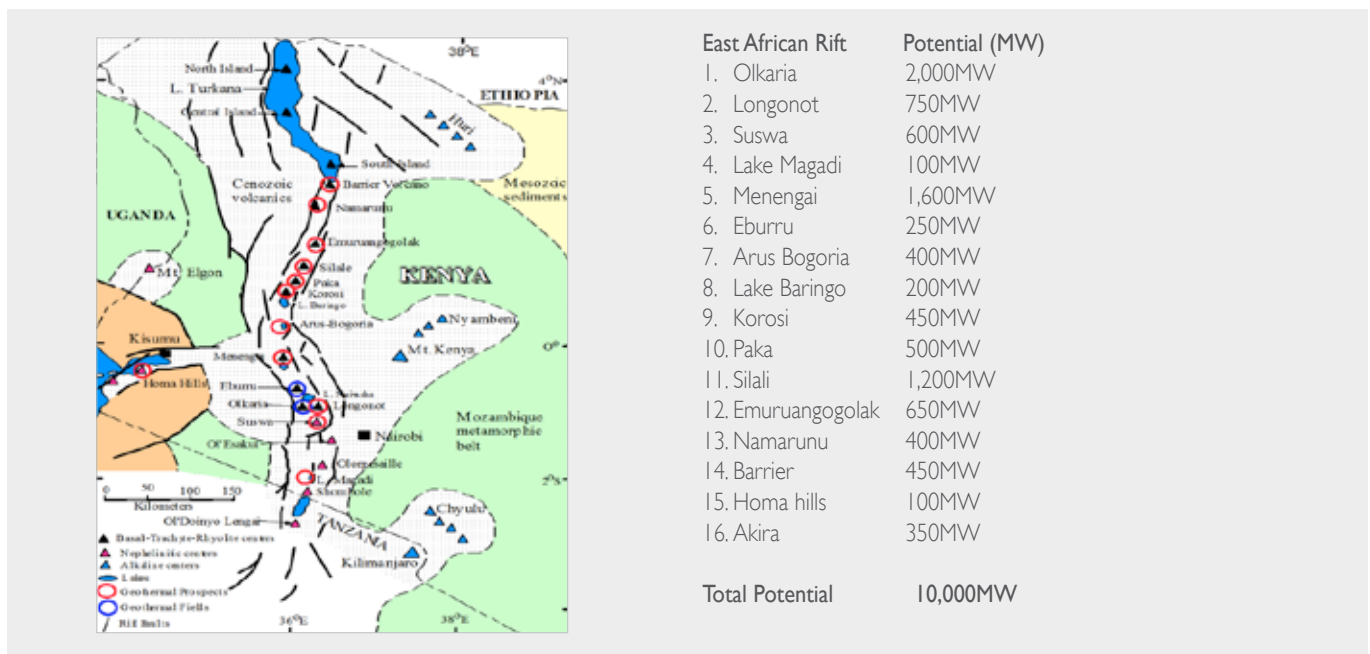 38°E
North Island
4°N
L. Turkana
ETHIOPIA
Central Island
Huri
South Island
Cenozoic
volcanics
Barrier Volcano
Mesozoic
sediments
Namarunu
UGANDA
Emuruangogolak
Silale
Mt. Elgon
Paka
KENYA
Korosi
L. Baringo
Arus-Bogoria
Nyambeni
Kisumu
0°
Menengai
Mt. Kenya
Homa Hills
Eburru
L. Naivasha
Olkaria
Longonot
Suswa
Mozambique
metamorphic
belt
Nairobi
Ol'Esakut
Olorgesaille
L. Magadi
2°S
0 50 100 150
Shombole
Kilometers
Ol'Doinyo Lengai
TANZANIA
Chyulu
Basal-Trachyte-Rhyolite centers
Nephelinitic centers
Kilimanjaro
Alkaline centers
Lakes
Geothermal Prospects
Geothermal Fields
Rift faults
36°E
38°E
East African Rift Potential (MW)
1. Olkaria 2,000MW
2. Longonot 750MW
3. Suswa 600MW
4. Lake Magadi 100MW
5. Menengai 1,600MW
6. Eburru 250MW
7. Arus Bogoria 400MW
8. Lake Baringo 200MW
9. Korosi 450MW
10. Paka 500MW
11. Silali 1,200MW
12. Emuruangogolak 650MW
13. Namarunu 400MW
14. Barrier 450MW
15. Homa hills 100MW
16. Akira 350MW
Total Potential 10,000MW